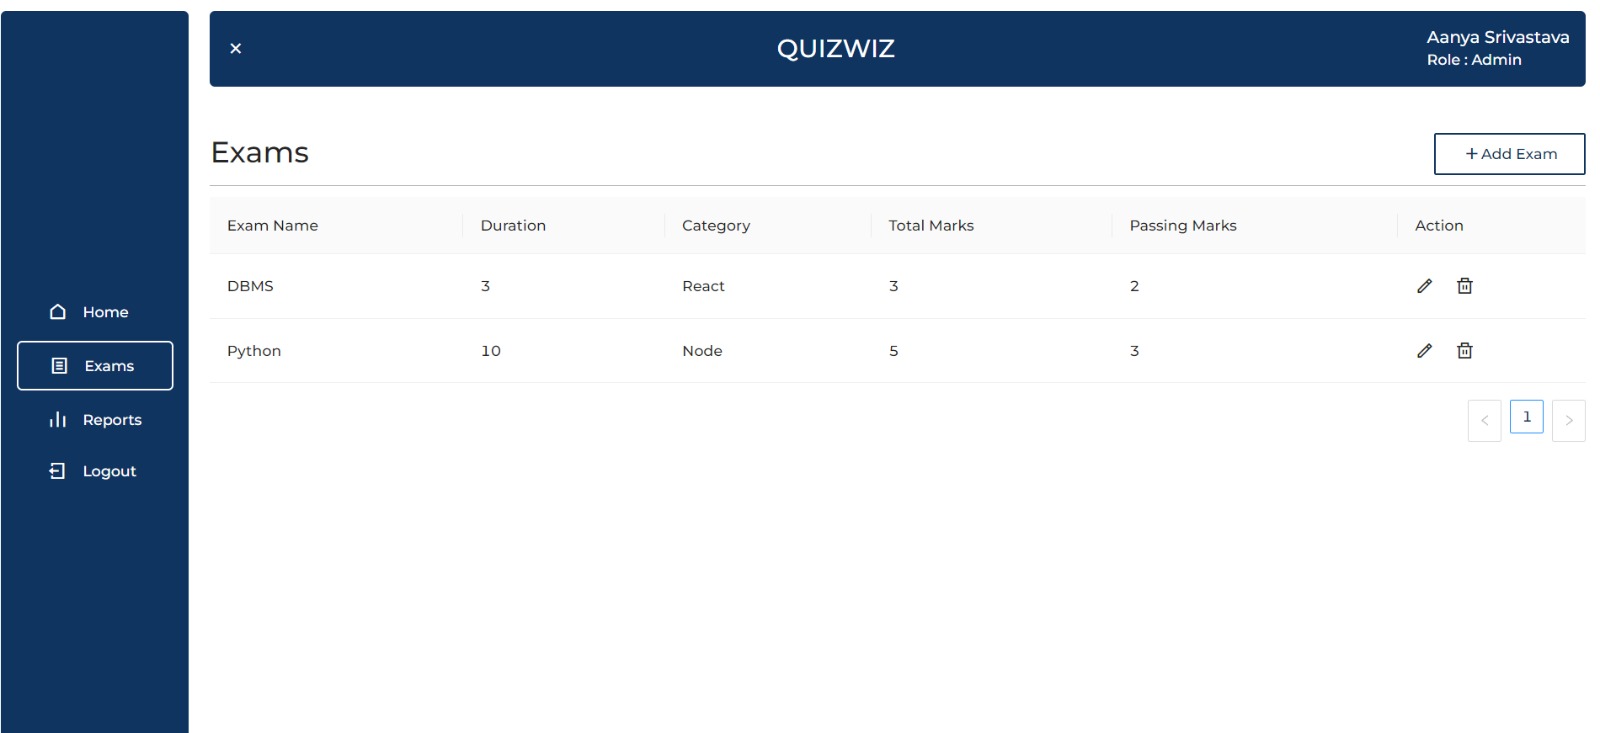 QUIZWIZ
Aanya Srivastava
Role : Admin
Home
Exams
Reports
Logout
Exams
+ Add Exam
Exam Name Duration Category Total Marks Passing Marks Action
DBMS 3 React 3 2
Python 10 Node 5 3
< 1 >